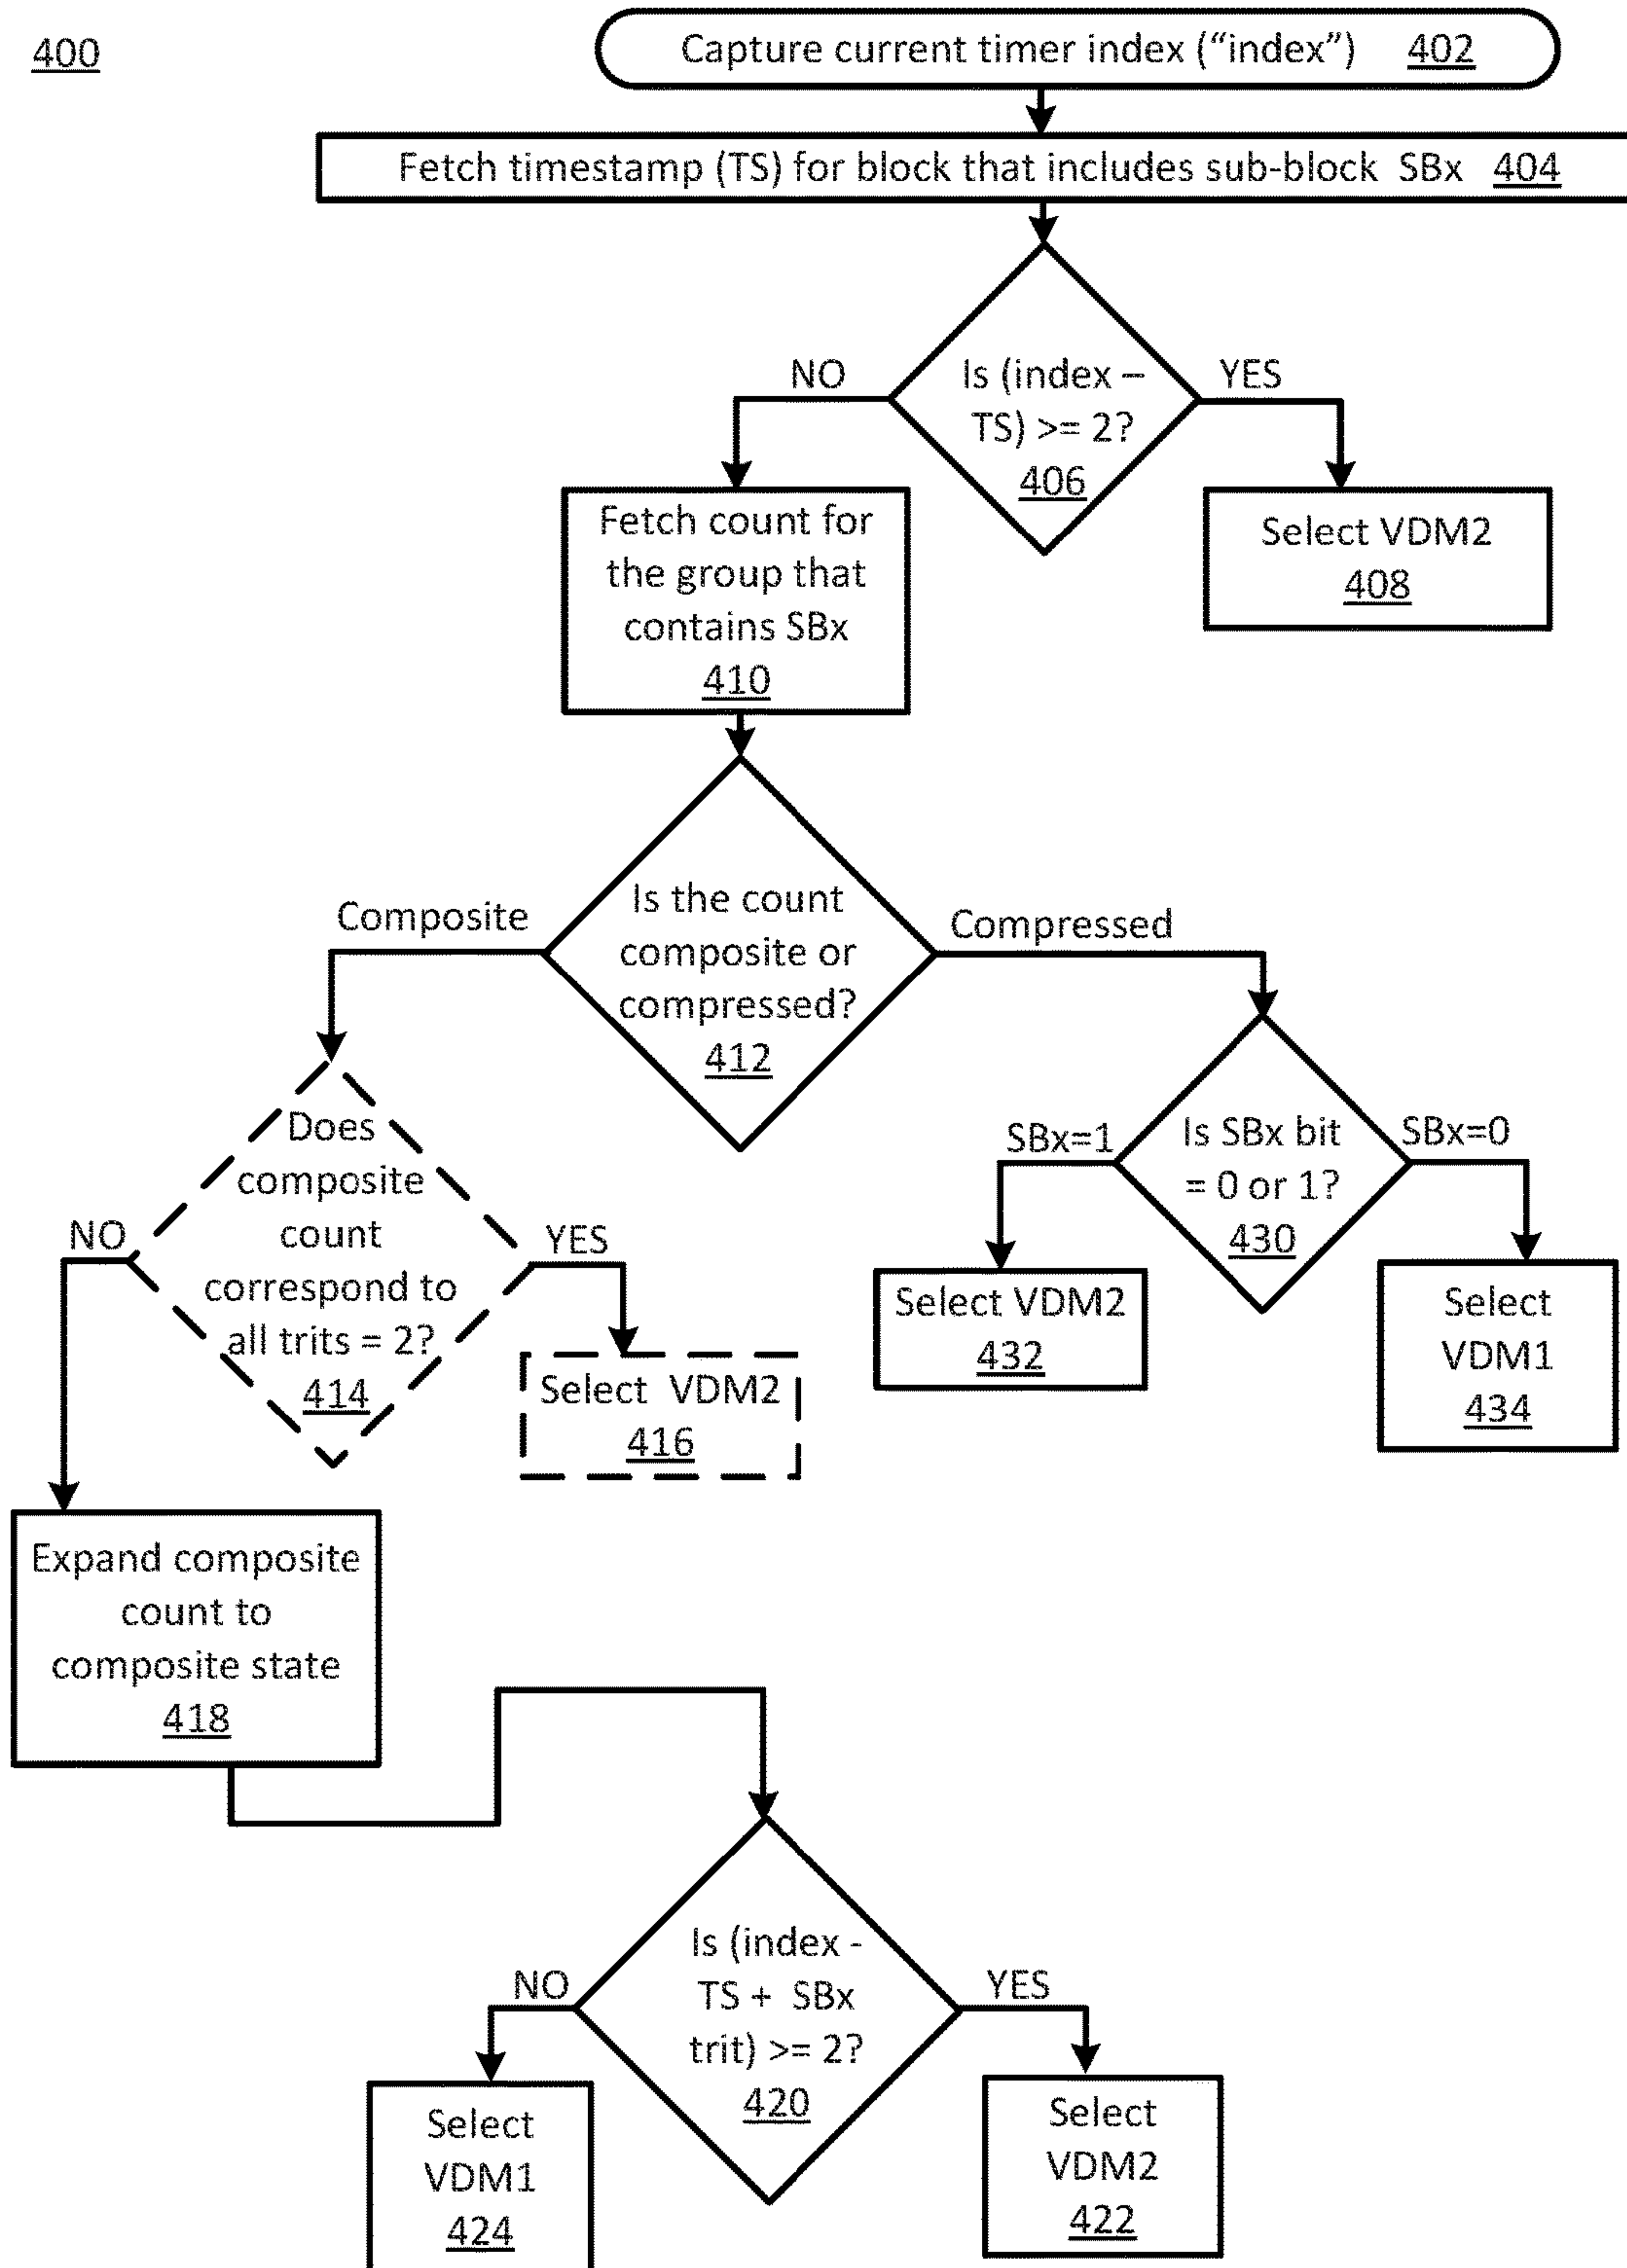 400
Capture current timer index (“index”) 402
Fetch timestamp (TS) for block that includes sub-block SBx 404
Is (index –
TS) >= 2?
406
NO
YES
Fetch count for
the group that
contains SBx
410
Select VDM2
408
Is the count
composite or
compressed?
412
Composite
Compressed
Does
composite
count
correspond to
all trits = 2?
414
NO
YES
Select VDM2
416
Is SBx bit
= 0 or 1?
430
SBx=1
SBx=0
Select VDM2
432
Select
VDM1
434
Expand composite
count to
composite state
418
Is (index -
TS + SBx
trit) >= 2?
420
NO
YES
Select
VDM1
424
Select
VDM2
422